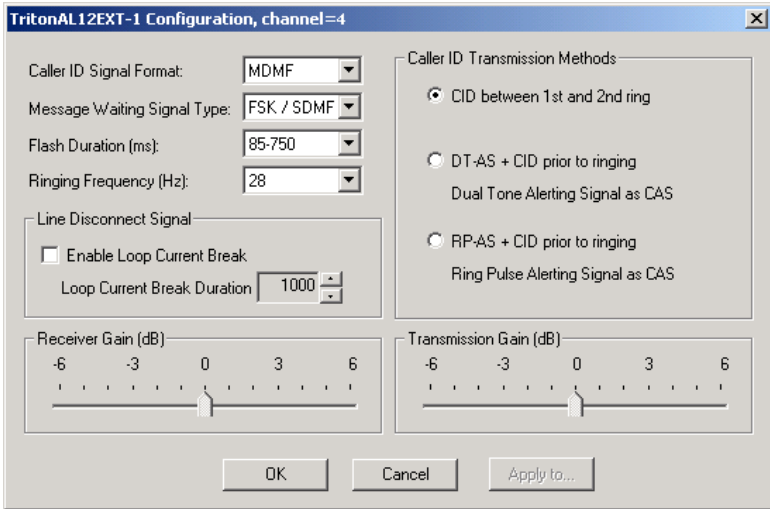 TritonAL12EXT-1 Configuration, channel=4
Caller ID Signal Format: MDMF
Message Waiting Signal Type: FSK / SDMF
Flash Duration (ms): 85-750
Ringing Frequency (Hz): 28
Line Disconnect Signal
Enable Loop Current Break
Loop Current Break Duration 1000
Caller ID Transmission Methods
CID between 1st and 2nd ring
DT-AS + CID prior to ringing
Dual Tone Alerting Signal as CAS
RP-AS + CID prior to ringing
Ring Pulse Alerting Signal as CAS
Receiver Gain (dB)
-6 -3 0 3 6
Transmission Gain (dB)
-6 -3 0 3 6
OK Cancel Apply to...